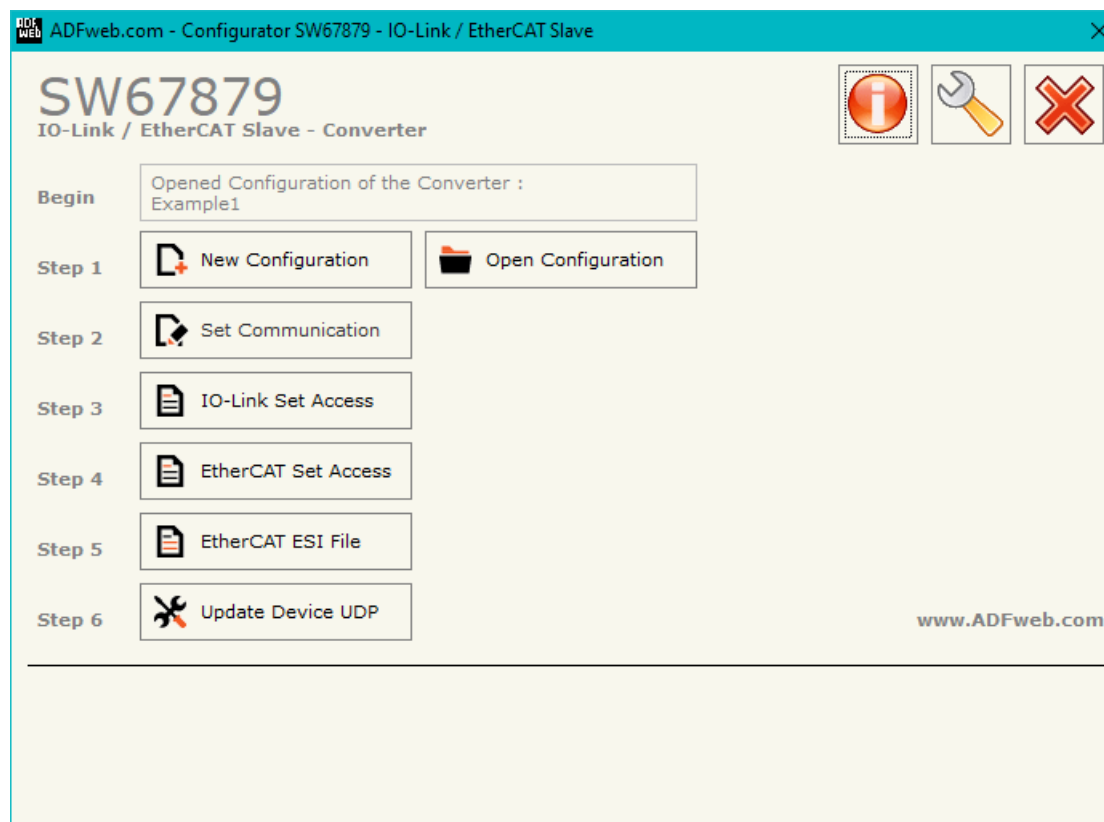 ADF
web ADFweb.com - Configurator SW67879 - IO-Link / EtherCAT Slave
SW67879
IO-Link / EtherCAT Slave - Converter
Begin
Opened Configuration of the Converter :
Example1
Step 1
New Configuration
Open Configuration
Step 2
Set Communication
Step 3
IO-Link Set Access
Step 4
EtherCAT Set Access
Step 5
EtherCAT ESI File
Step 6
Update Device UDP
www.ADFweb.com